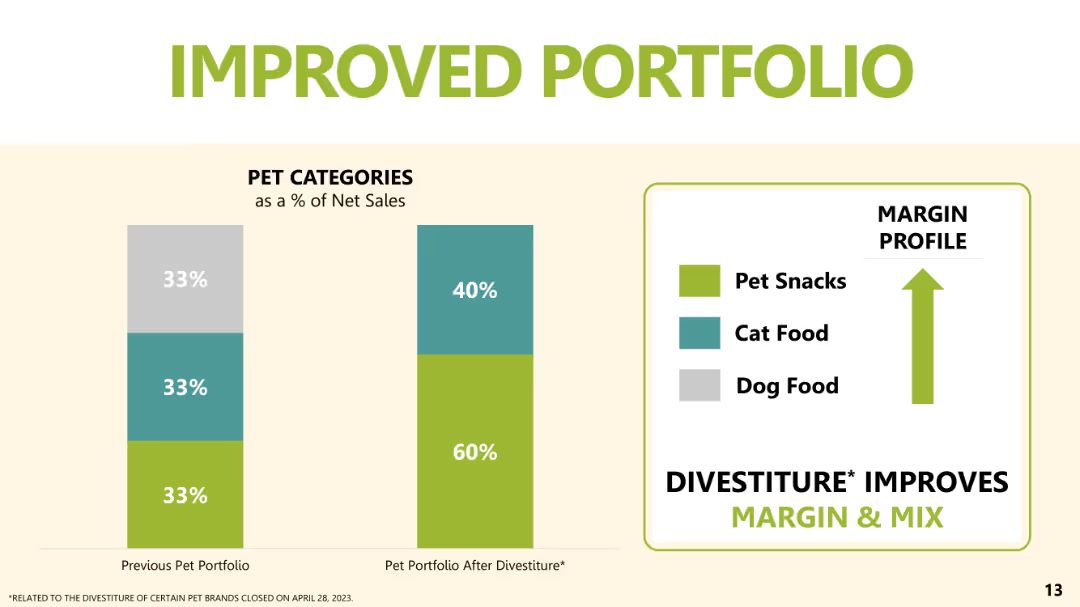 IMPROVED PORTFOLIO
PET CATEGORIES
as a % of Net Sales
33%
33%
33%
40%
60%
Previous Pet Portfolio
Pet Portfolio After Divestiture*
MARGIN
PROFILE
Pet Snacks
Cat Food
Dog Food
DIVESTITURE* IMPROVES
MARGIN & MIX
*RELATED TO THE DIVESTITURE OF CERTAIN PET BRANDS CLOSED ON APRIL 28, 2023.
13